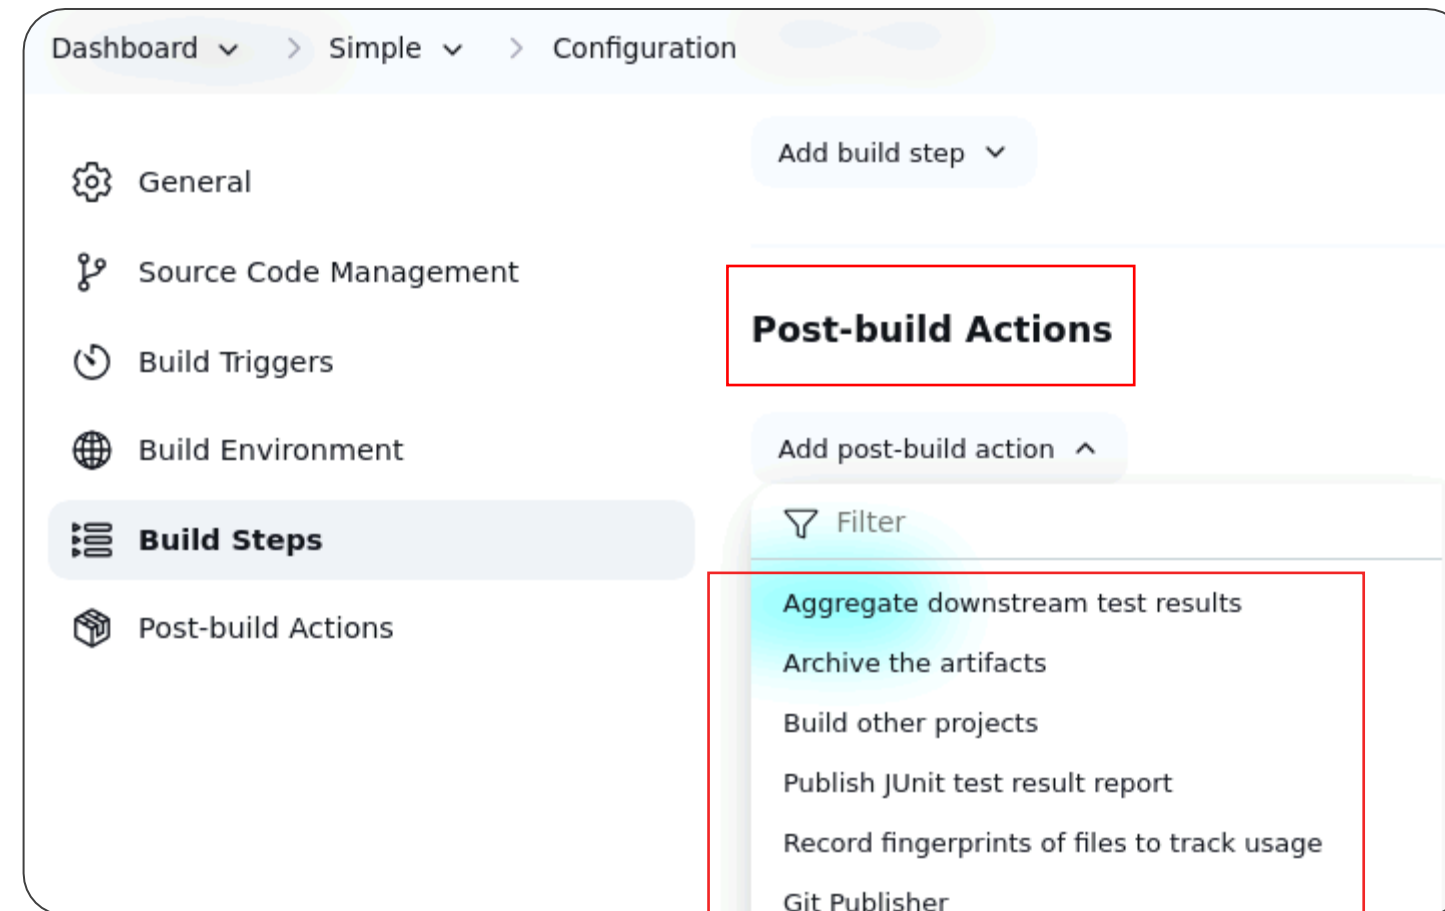 Dashboard Simple Configuration
General
Source Code Management
Build Triggers
Build Environment
Build Steps
Post-build Actions
Add build step
Post-build Actions
Add post-build action
Filter
Aggregate downstream test results
Archive the artifacts
Build other projects
Publish JUnit test result report
Record fingerprints of files to track usage
Git Publisher